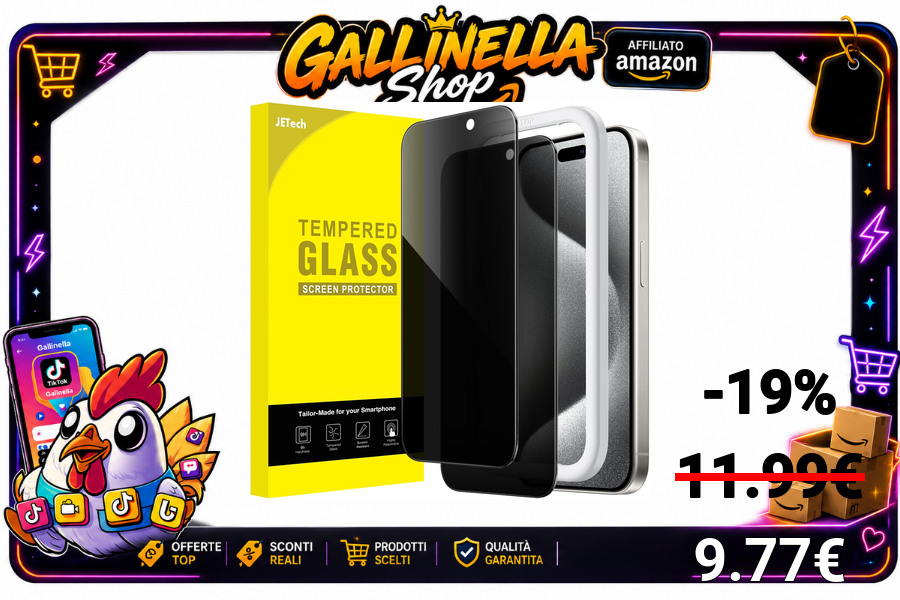 GALLINELLA
Shop
AFFILIATO
amazon
JETech
TEMPERED
GLASS
SCREEN PROTECTOR
Tailor-Made for your Smartphone
Gallinella
TikTok
Gallinella
-19%
11.99€
9.77€
OFFERTE
TOP
SCONTI
REALI
PRODOTTI
SCELTI
QUALITÀ
GARANTITA